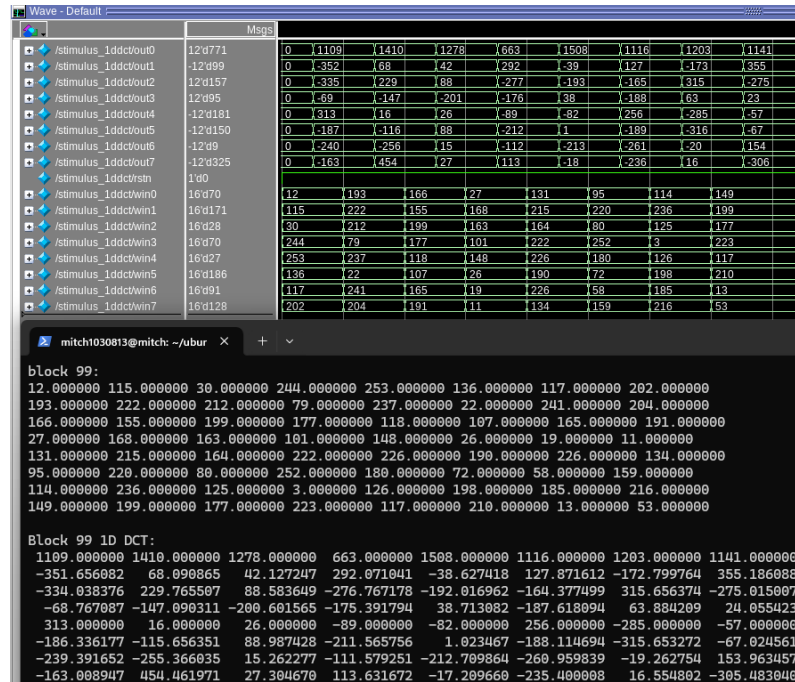 Wave - Default
Msgs
/stimulus_1ddct/out0 12'd771 0 1109 1410 1278 663 1508 1116 1203 1141
/stimulus_1ddct/out1 -12'd99 -352 68 42 292 -39 127 -173 355
/stimulus_1ddct/out2 12'd157 0 -335 229 88 -277 -193 -165 315 -275
/stimulus_1ddct/out3 12'd95 0 -69 -147 -201 -176 38 -188 63 23
/stimulus_1ddct/out4 -12'd181 0 313 16 26 -89 -82 256 -285 -57
/stimulus_1ddct/out5 -12'd150 0 -187 -116 88 -212 1 -189 -316 -67
/stimulus_1ddct/out6 -12'd9 0 -240 -256 15 -112 -213 -261 -20 154
/stimulus_1ddct/out7 -12'd325 0 -163 454 27 113 -18 -236 16 -306
/stimulus_1ddct/rstn 1'd0
/stimulus_1ddct/win0 16'd70 12 193 166 27 131 95 114 149
/stimulus_1ddct/win1 16'd171 115 222 155 168 215 220 236 199
/stimulus_1ddct/win2 16'd28 30 212 199 163 164 80 125 177
/stimulus_1ddct/win3 16'd70 244 79 177 101 222 252 3 223
/stimulus_1ddct/win4 16'd27 253 237 118 148 226 180 126 117
/stimulus_1ddct/win5 16'd186 136 22 107 26 190 72 198 210
/stimulus_1ddct/win6 16'd91 117 241 165 19 226 58 185 13
/stimulus_1ddct/win7 16'd128 202 204 191 11 134 159 216 53
mitch1030813@mitch: ~/ubur
block 99:
12.000000 115.000000 30.000000 244.000000 253.000000 136.000000 117.000000 202.000000
193.000000 222.000000 212.000000 79.000000 237.000000 22.000000 241.000000 204.000000
166.000000 155.000000 199.000000 177.000000 118.000000 107.000000 165.000000 191.000000
27.000000 168.000000 163.000000 101.000000 148.000000 26.000000 19.000000 11.000000
131.000000 215.000000 164.000000 222.000000 226.000000 190.000000 226.000000 134.000000
95.000000 220.000000 80.000000 252.000000 180.000000 72.000000 58.000000 159.000000
114.000000 236.000000 125.000000 3.000000 126.000000 198.000000 185.000000 216.000000
149.000000 199.000000 177.000000 223.000000 117.000000 210.000000 13.000000 53.000000
Block 99 1D DCT:
1109.000000 1410.000000 1278.000000 663.000000 1508.000000 1116.000000 1203.000000 1141.000000
-351.656082 68.090865 42.127247 292.071041 -38.627418 127.871612 -172.799764 355.186088
-334.038376 229.765507 88.583649 -276.767178 -192.016962 -164.377499 315.656374 -275.015007
-68.767087 -147.090311 -200.601565 -175.391794 38.713082 -187.618094 63.884209 24.055423
313.000000 16.000000 26.000000 -89.000000 -82.000000 256.000000 -285.000000 -57.000000
-186.336177 -115.656351 88.987428 -211.565756 1.023467 -188.114694 -315.653272 -67.024561
-239.391652 -255.366035 15.262277 -111.579251 -212.709864 -260.959839 -19.262754 153.963457
-163.008947 454.461971 27.304670 113.631672 -17.209660 -235.400008 16.554802 -305.483040